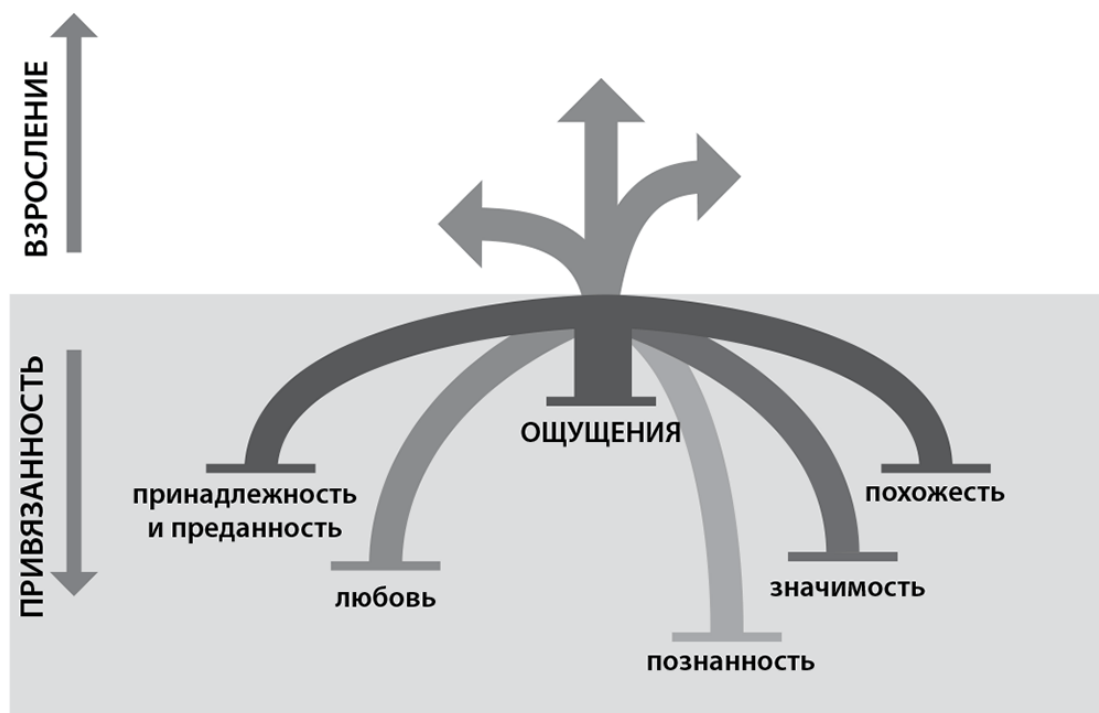 ВЗРОСЛЕНИЕ
ПРИВЯЗАННОСТЬ
ОЩУЩЕНИЯ
принадлежность
и преданность
похожесть
любовь
значимость
познанность